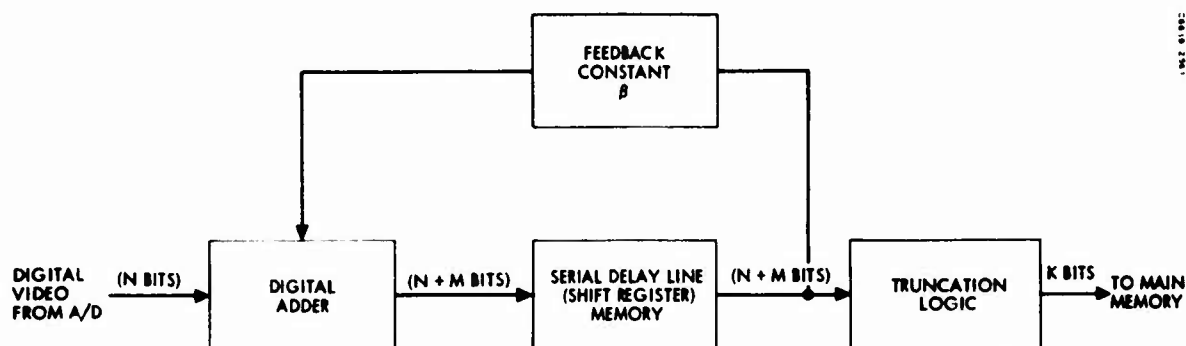 FEEDBACK
CONSTANT
β
DIGITAL
VIDEO
FROM A/D
(N BITS)
DIGITAL
ADDER
(N + M BITS)
SERIAL DELAY LINE
(SHIFT REGISTER)
MEMORY
(N + M BITS)
TRUNCATION
LOGIC
K BITS
TO MAIN
MEMORY